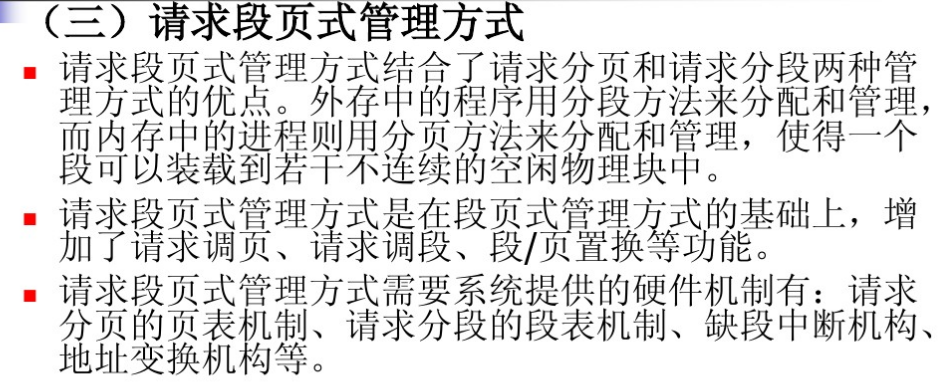 （三）请求段页式管理方式
请求段页式管理方式结合了请求分页和请求分段两种管
理方式的优点。外存中的程序用分段方法来分配和管理，
而内存中的进程则用分页方法来分配和管理，使得一个
段可以装载到若干不连续的空闲物理块中。
请求段页式管理方式是在段页式管理方式的基础上，增
加了请求调页、请求调段、段/页置换等功能。
请求段页式管理方式需要系统提供的硬件机制有：请求
分页的页表机制、请求分段的段表机制、缺段中断机构、
地址变换机构等。